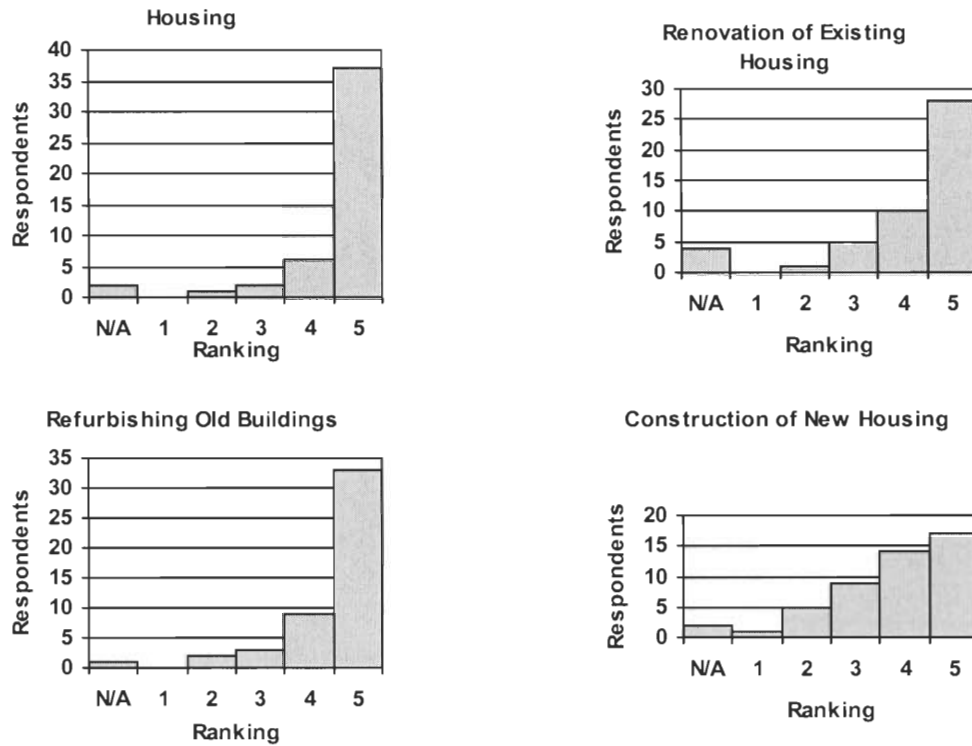 Housing
40
35
30
25
20
15
10
5
0
Respondents
N/A 1 2 3 4 5
Ranking
Renovation of Existing
Housing
30
25
20
15
10
5
0
Respondents
N/A 1 2 3 4 5
Ranking
Refurbishing Old Buildings
35
30
25
20
15
10
5
0
Respondents
N/A 1 2 3 4 5
Ranking
Construction of New Housing
20
15
10
5
0
Respondents
N/A 1 2 3 4 5
Ranking